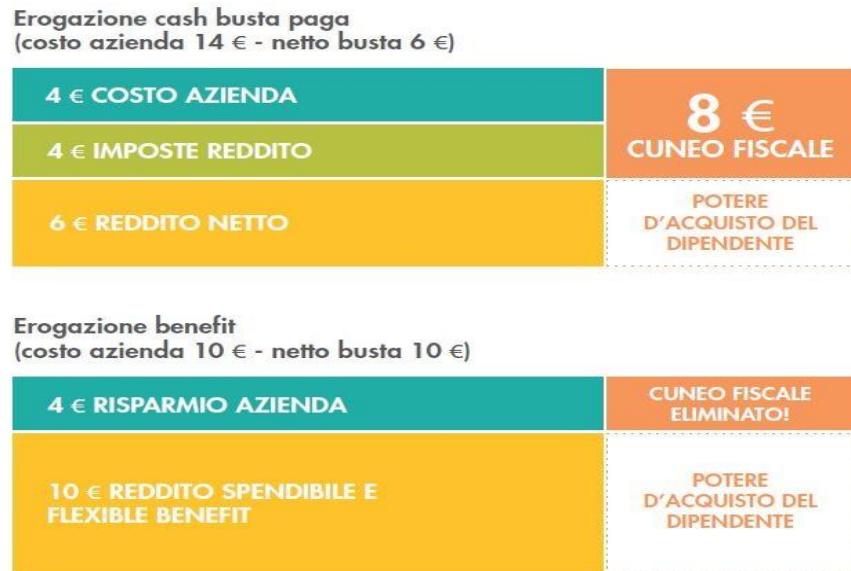 Erogazione cash busta paga
(costo azienda 14 € - netto busta 6 €)
4 € COSTO AZIENDA
4 € IMPOSTE REDDITO
8 €
CUNEO FISCALE
6 € REDDITO NETTO
POTERE
D'ACQUISTO DEL
DIPENDENTE
Erogazione benefit
(costo azienda 10 € - netto busta 10 €)
4 € RISPARMIO AZIENDA
CUNEO FISCALE
ELIMINATO!
10 € REDDITO SPENDIBILE E
FLEXIBLE BENEFIT
POTERE
D'ACQUISTO DEL
DIPENDENTE